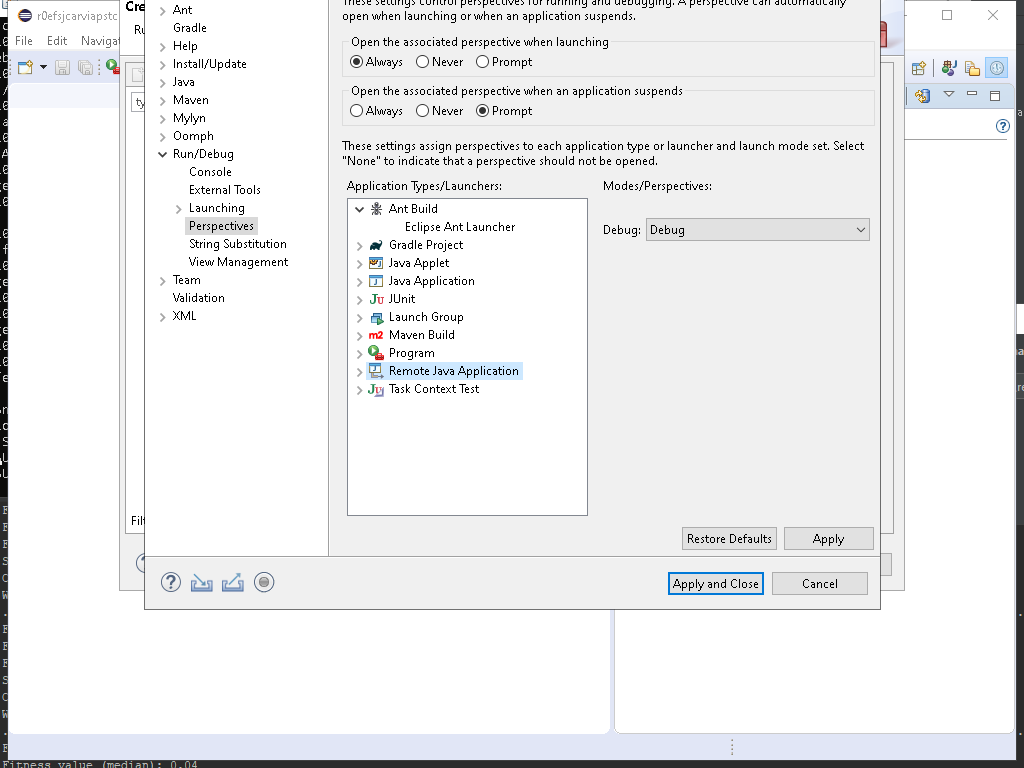 r0efsjcarviapstc
File Edit Navigat
Cre
Ru
ty
Filt
Ant
Gradle
Help
Install/Update
Java
Maven
Mylyn
Oomph
Run/Debug
Console
External Tools
Launching
Perspectives
String Substitution
View Management
Team
Validation
XML
These settings control perspectives for running and debugging. A perspective can automatically
open when launching or when an application suspends.
Open the associated perspective when launching
Always Never Prompt
Open the associated perspective when an application suspends
Always Never Prompt
These settings assign perspectives to each application type or launcher and launch mode set. Select
"None" to indicate that a perspective should not be opened.
Application Types/Launchers: Modes/Perspectives:
Ant Build
Eclipse Ant Launcher
Debug: Debug
Gradle Project
Java Applet
Java Application
JUnit
Launch Group
Maven Build
Program
Remote Java Application
Task Context Test
Restore Defaults Apply
Apply and Close Cancel
Fitness value (median): 0.04